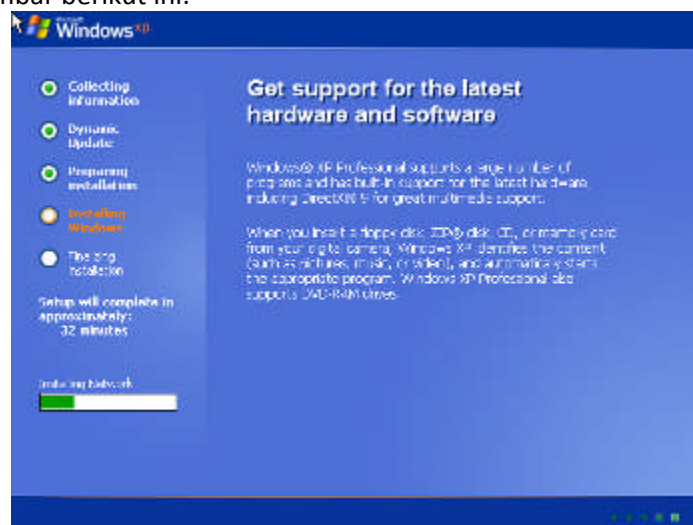 mbar berikut ini.
Microsoft
Windows xp
Collecting
information
Dynamic
Update
Preparing
installation
Installing
Windows
Finalizing
installation
Setup will complete in
approximately:
32 minutes
Installing Network
Get support for the latest
hardware and software
Windows® XP Professional supports a large number of
programs and has built-in support for the latest hardware,
including DirectX® 9 for great multimedia support.
When you insert a floppy disk, ZIP® disk, CD, or memory card
from your digital camera, Windows XP identifies the content
(such as pictures, music, or video), and automatically starts
the appropriate program. Windows XP Professional also
supports DVD-RAM drives.